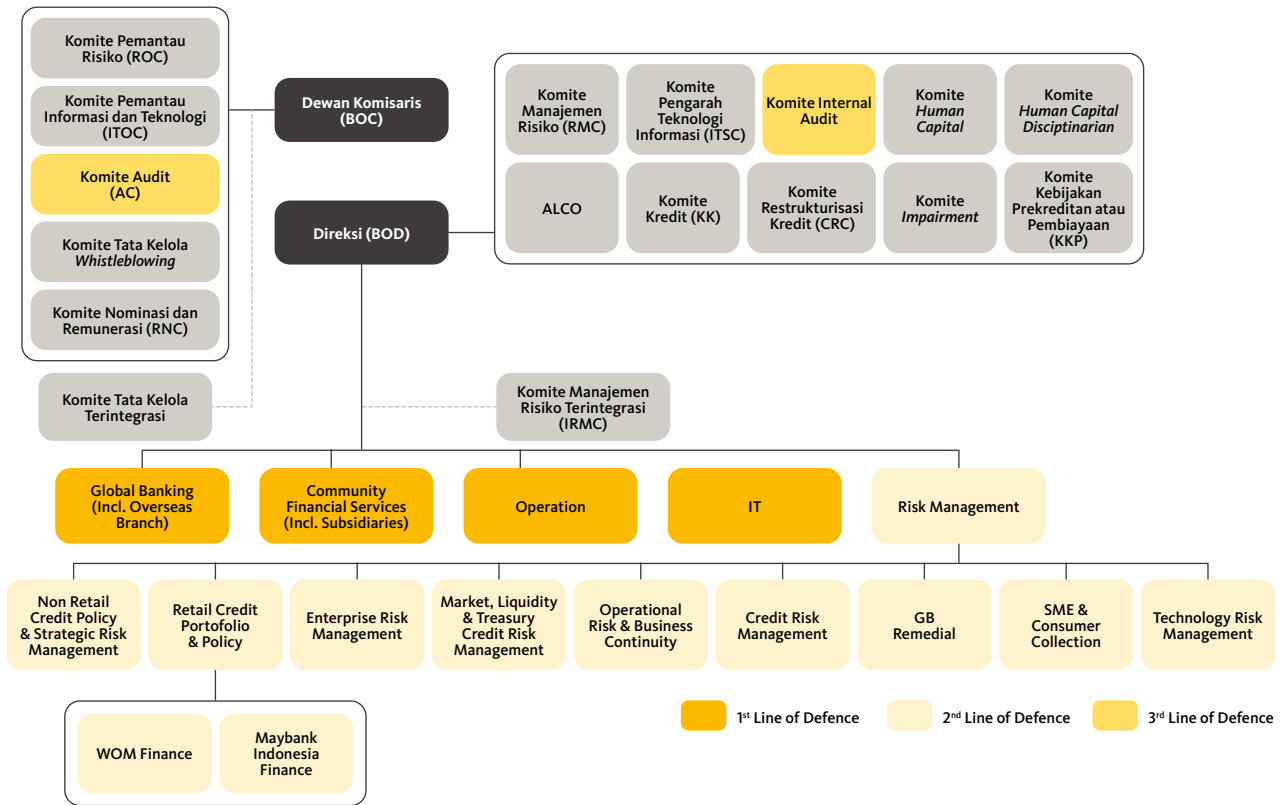 Komite Pemantau
Risiko (ROC)
Komite Pemantau
Informasi dan Teknologi
(ITOC)
Komite Audit
(AC)
Komite Tata Kelola
Whistleblowing
Komite Nominasi dan
Remunerasi (RNC)
Dewan Komisaris
(BOC)
Direksi (BOD)
Komite
Manajemen
Risiko (RMC)
Komite
Pengarah
Teknologi
Informasi (ITSC)
Komite Internal
Audit
Komite
Human
Capital
Komite
Human Capital
Disciptinarian
ALCO
Komite
Kredit (KK)
Komite
Restrukturisasi
Kredit (CRC)
Komite
Impairment
Komite
Kebijakan
Prekreditan atau
Pembiayaan
(KKP)
Komite Tata Kelola
Terintegrasi
Komite Manajemen
Risiko Terintegrasi
(IRMC)
Global Banking
(Incl. Overseas
Branch)
Community
Financial Services
(Incl. Subsidiaries)
Operation
IT
Risk Management
Non Retail
Credit Policy
& Strategic Risk
Management
Retail Credit
Portofolio
& Policy
Enterprise Risk
Management
Market, Liquidity
& Treasury
Credit Risk
Management
Operational
Risk & Business
Continuity
Credit Risk
Management
GB
Remedial
SME &
Consumer
Collection
Technology Risk
Management
WOM Finance
Maybank
Indonesia
Finance
1st Line of Defence
2nd Line of Defence
3rd Line of Defence